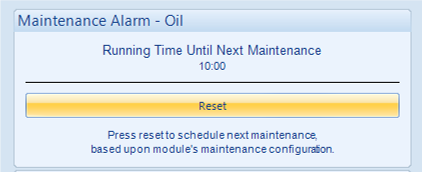 Maintenance Alarm - Oil
Running Time Until Next Maintenance
10:00
Reset
Press reset to schedule next maintenance,
based upon module's maintenance configuration.